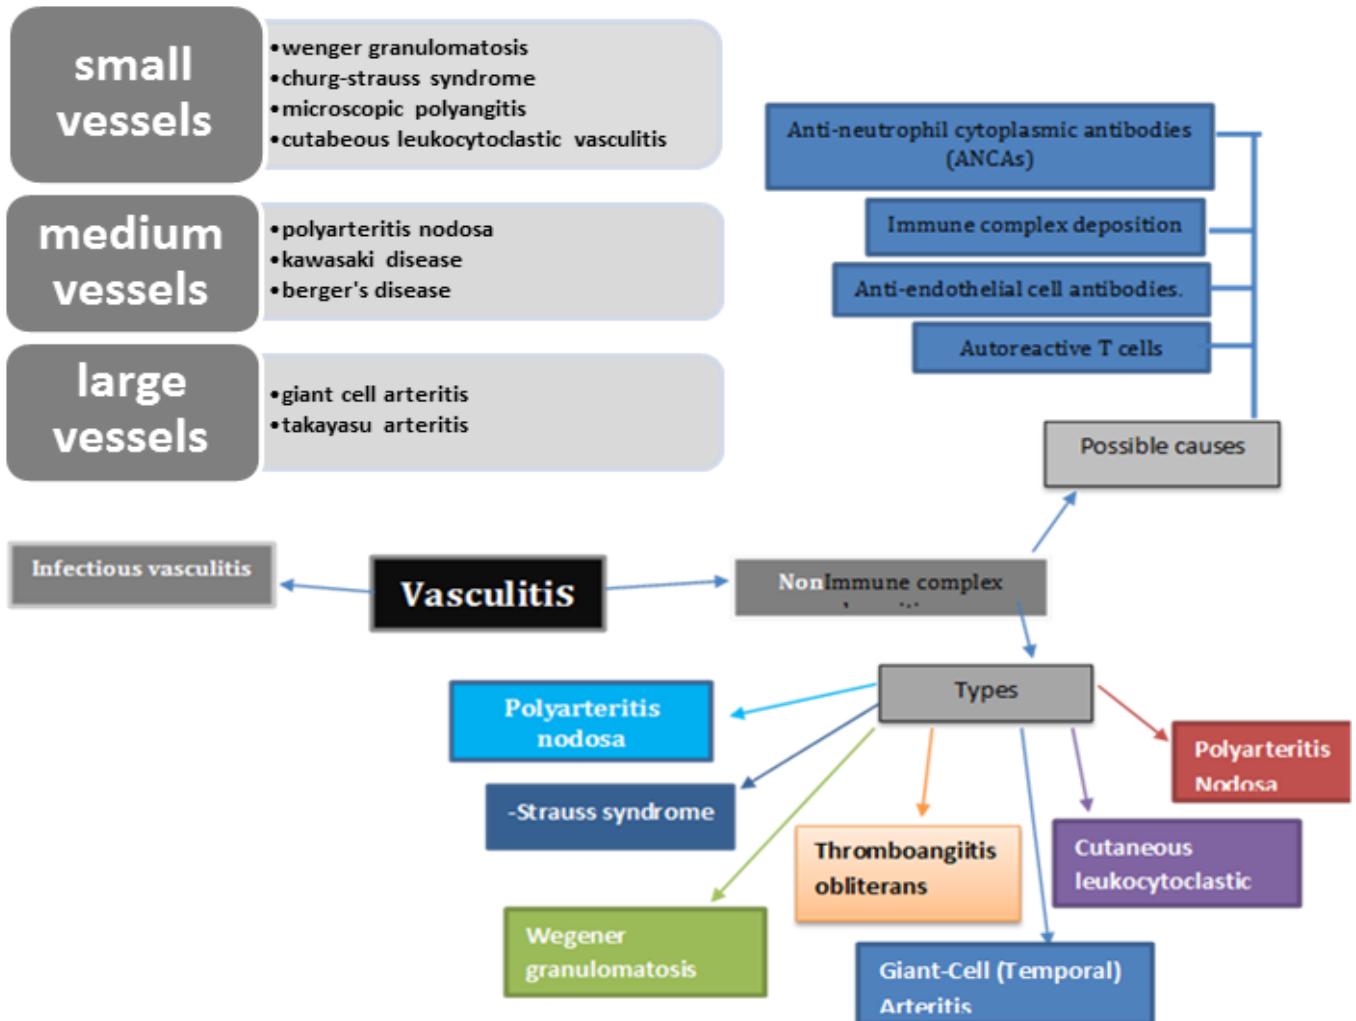 small
vessels
•wenger granulomatosis
•churg-strauss syndrome
•microscopic polyangitis
•cutabeous leukocytoclastic vasculitis
medium
vessels
•polyarteritis nodosa
•kawasaki disease
•berger's disease
large
vessels
•giant cell arteritis
•takayasu arteritis
Anti-neutrophil cytoplasmic antibodies
(ANCAs)
Immune complex deposition
Anti-endothelial cell antibodies.
Autoreactive T cells
Possible causes
Infectious vasculitis
Vasculitis
NonImmune complex
Types
Polyarteritis
nodosa
-Strauss syndrome
Wegener
granulomatosis
Thromboangiitis
obliterans
Giant-Cell (Temporal)
Arteritis
Cutaneous
leukocytoclastic
Polyarteritis
Nodosa